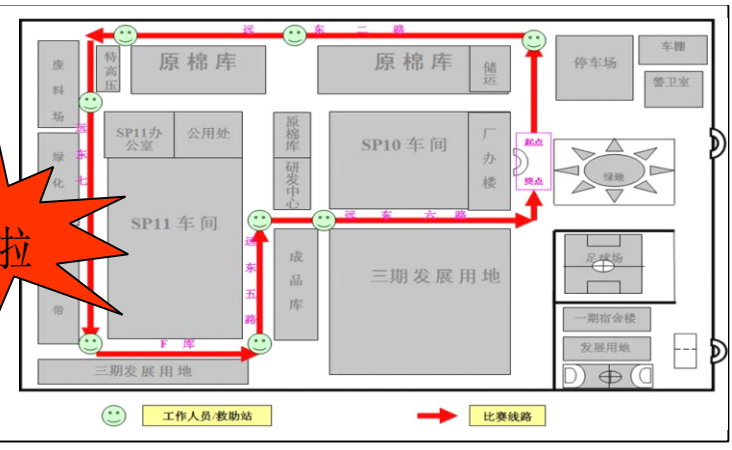 远 东 二 路
废料场
特高压
原 棉 库
原 棉 库
储运
停车场
车棚
警卫室
远东七
SP11办公室
公用处
原棉库
研发中心
SP10 车 间
厂办楼
起点
终点
绿地
绿化
带
拉
SP11 车 间
远 东 六 路
远东五路
成品库
三 期 发 展 用 地
足球场
F 库
一期宿舍楼
发展用地
三期发展用地
工作人员/救助站
比赛线路